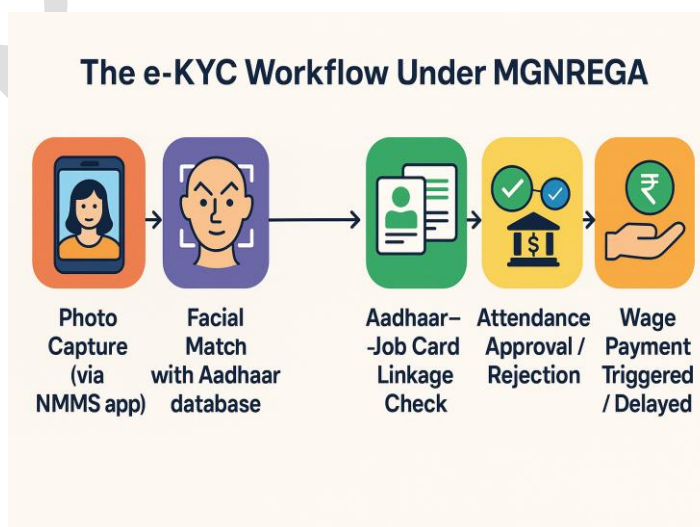 The e-KYC Workflow Under MGNREGA
Photo
Capture
(via
NMMS app)
Facial
Match
with Aadhaar
database
Aadhaar–
-Job Card
Linkage
Check
Attendance
Approval /
Rejection
$
₹
Wage
Payment
Triggered
/ Delayed